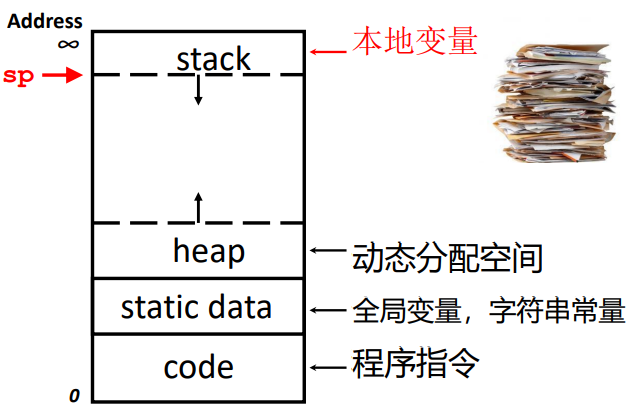 Address
∞
stack
本地变量
sp
heap
动态分配空间
static data
全局变量，字符串常量
code
程序指令
0